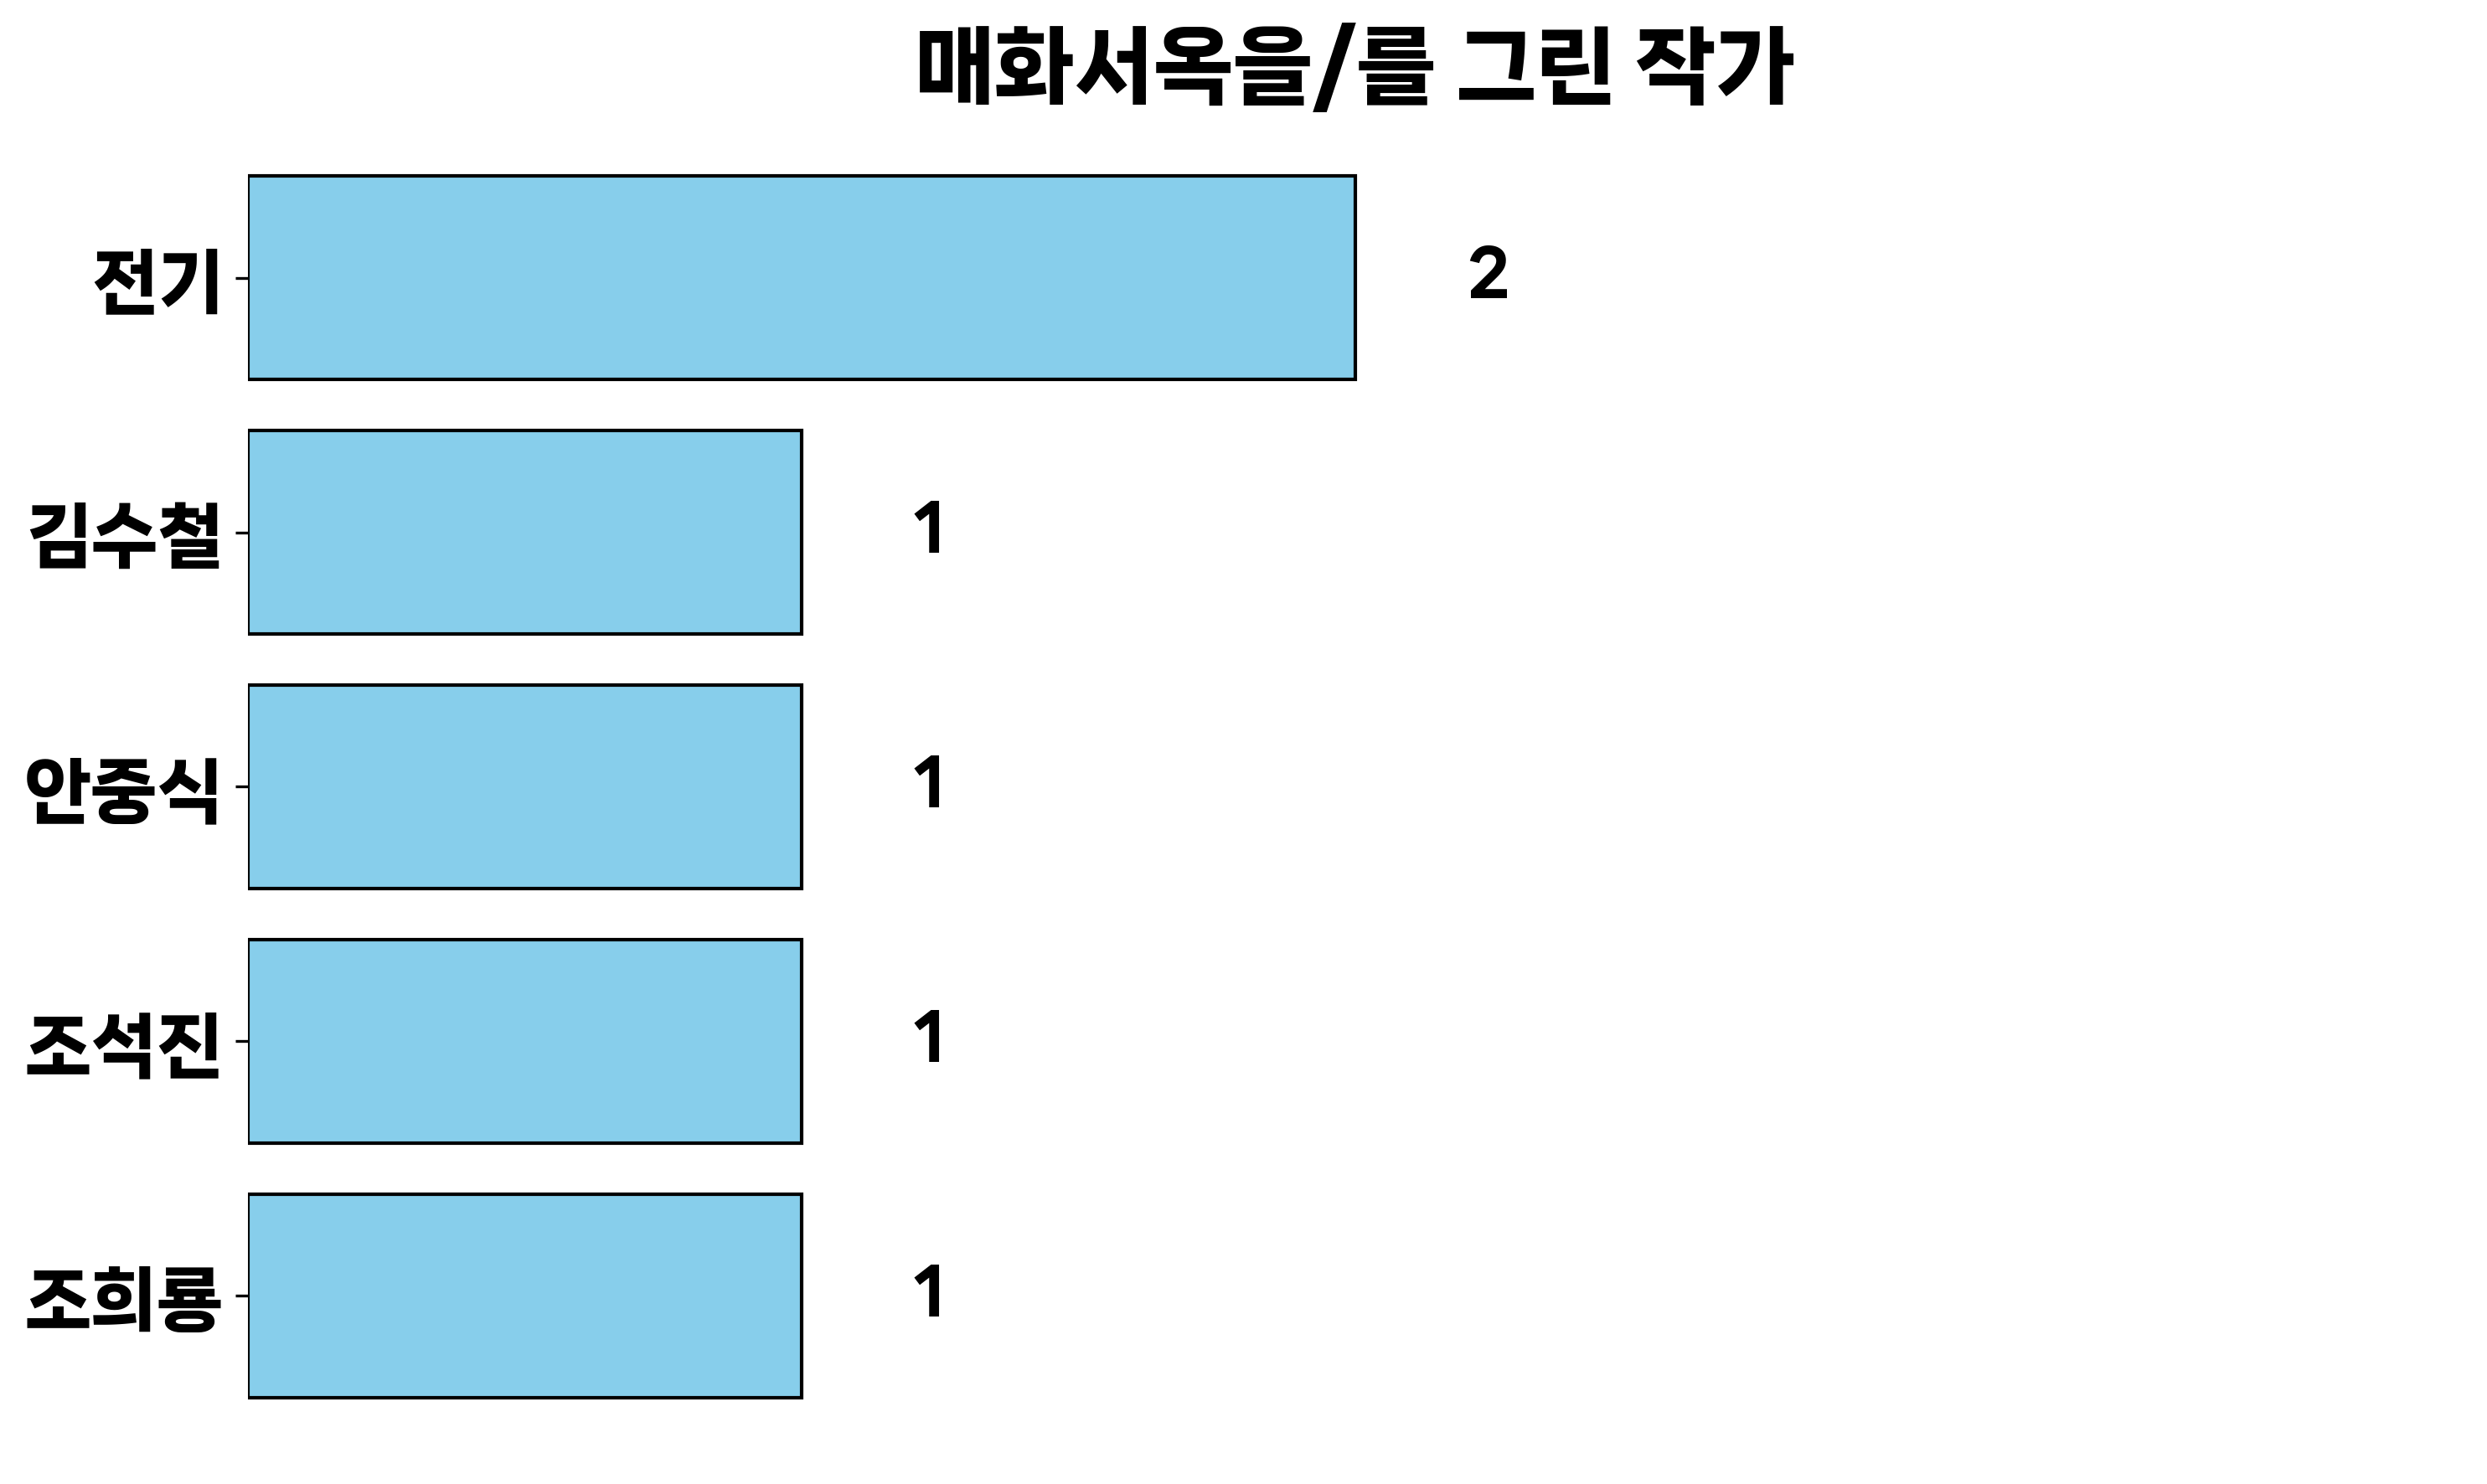 매화서옥을/를 그린 작가
전기 2
김수철 1
안중식 1
조석진 1
조희룡 1